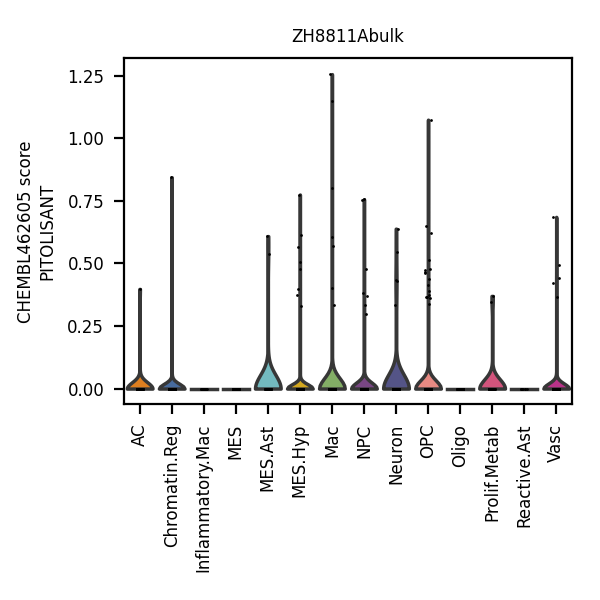 ZH8811Abulk
CHEMBL462605 score
PITOLISANT
1.25
1.00
0.75
0.50
0.25
0.00
AC
Chromatin.Reg
Inflammatory.Mac
MES
MES.Ast
MES.Hyp
Mac
NPC
Neuron
OPC
Oligo
Prolif.Metab
Reactive.Ast
Vasc